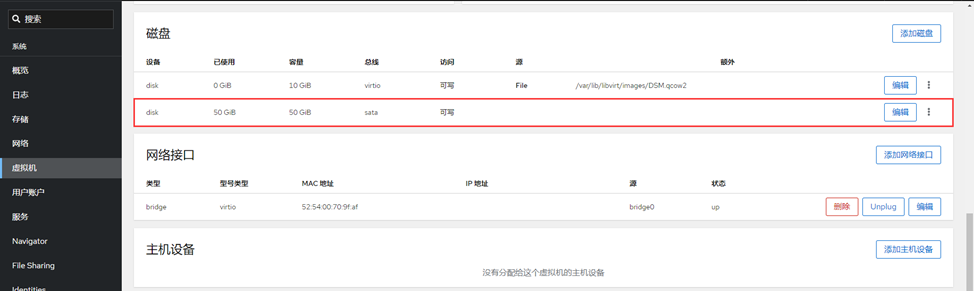 搜索
系统
概览
日志
存储
网络
虚拟机
用户账户
服务
Navigator
File Sharing
Identities
磁盘
添加磁盘
设备 已使用 容量 总线 访问 源 额外
disk 0 GiB 10 GiB virtio 可写 File /var/lib/libvirt/images/DSM.qcow2 编辑
disk 50 GiB 50 GiB sata 可写 编辑
网络接口
添加网络接口
类型 型号类型 MAC 地址 IP 地址 源 状态
bridge virtio 52:54:00:70:9f:af bridge0 up 删除 Unplug 编辑
主机设备
添加主机设备
没有分配给这个虚拟机的主机设备